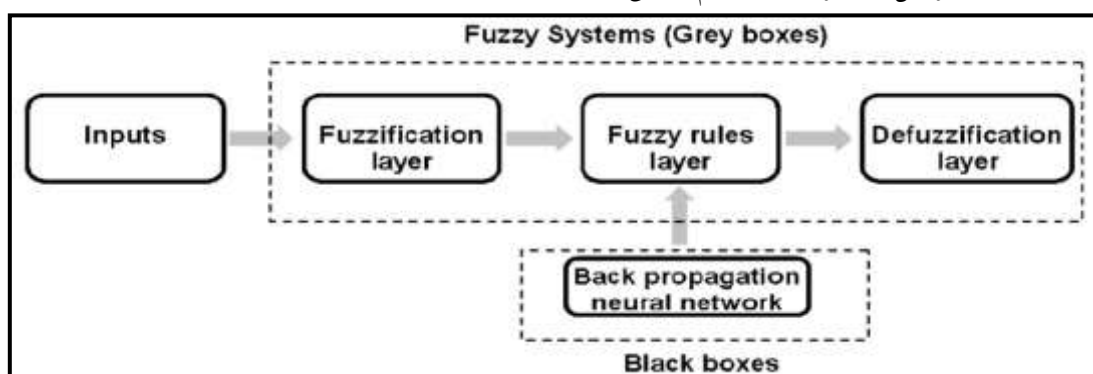 Fuzzy Systems (Grey boxes)
Inputs
Fuzzification
layer
Fuzzy rules
layer
Defuzzification
layer
Back propagation
neural network
Black boxes